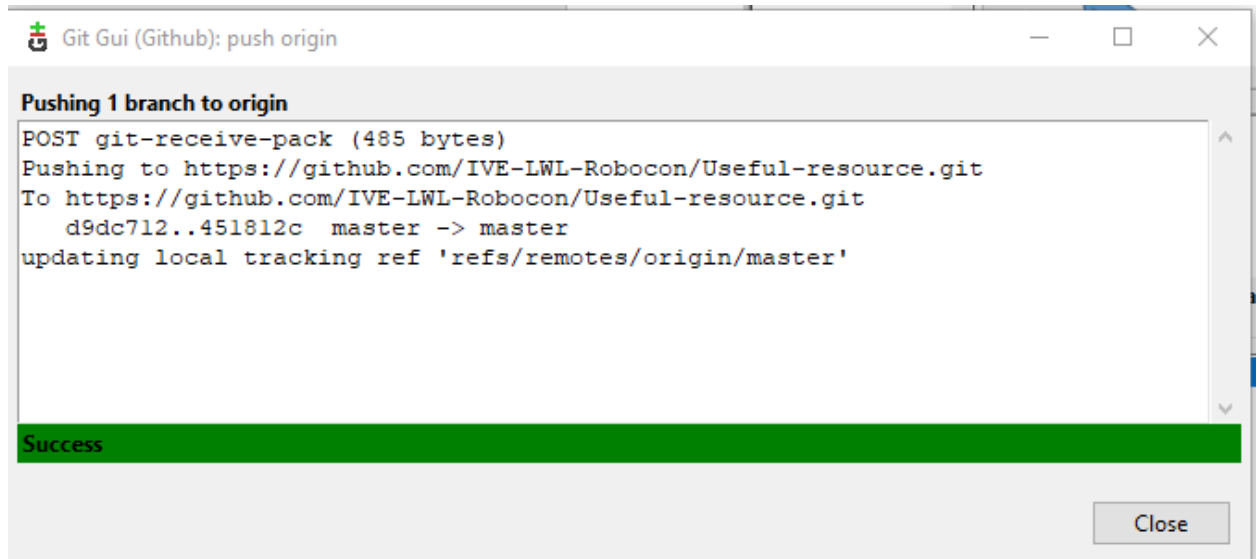 Git Gui (Github): push origin
Pushing 1 branch to origin
POST git-receive-pack (485 bytes)
Pushing to https://github.com/IVE-LWL-Robocon/Useful-resource.git
To https://github.com/IVE-LWL-Robocon/Useful-resource.git
   d9dc712..451812c  master -> master
updating local tracking ref 'refs/remotes/origin/master'
Success
Close